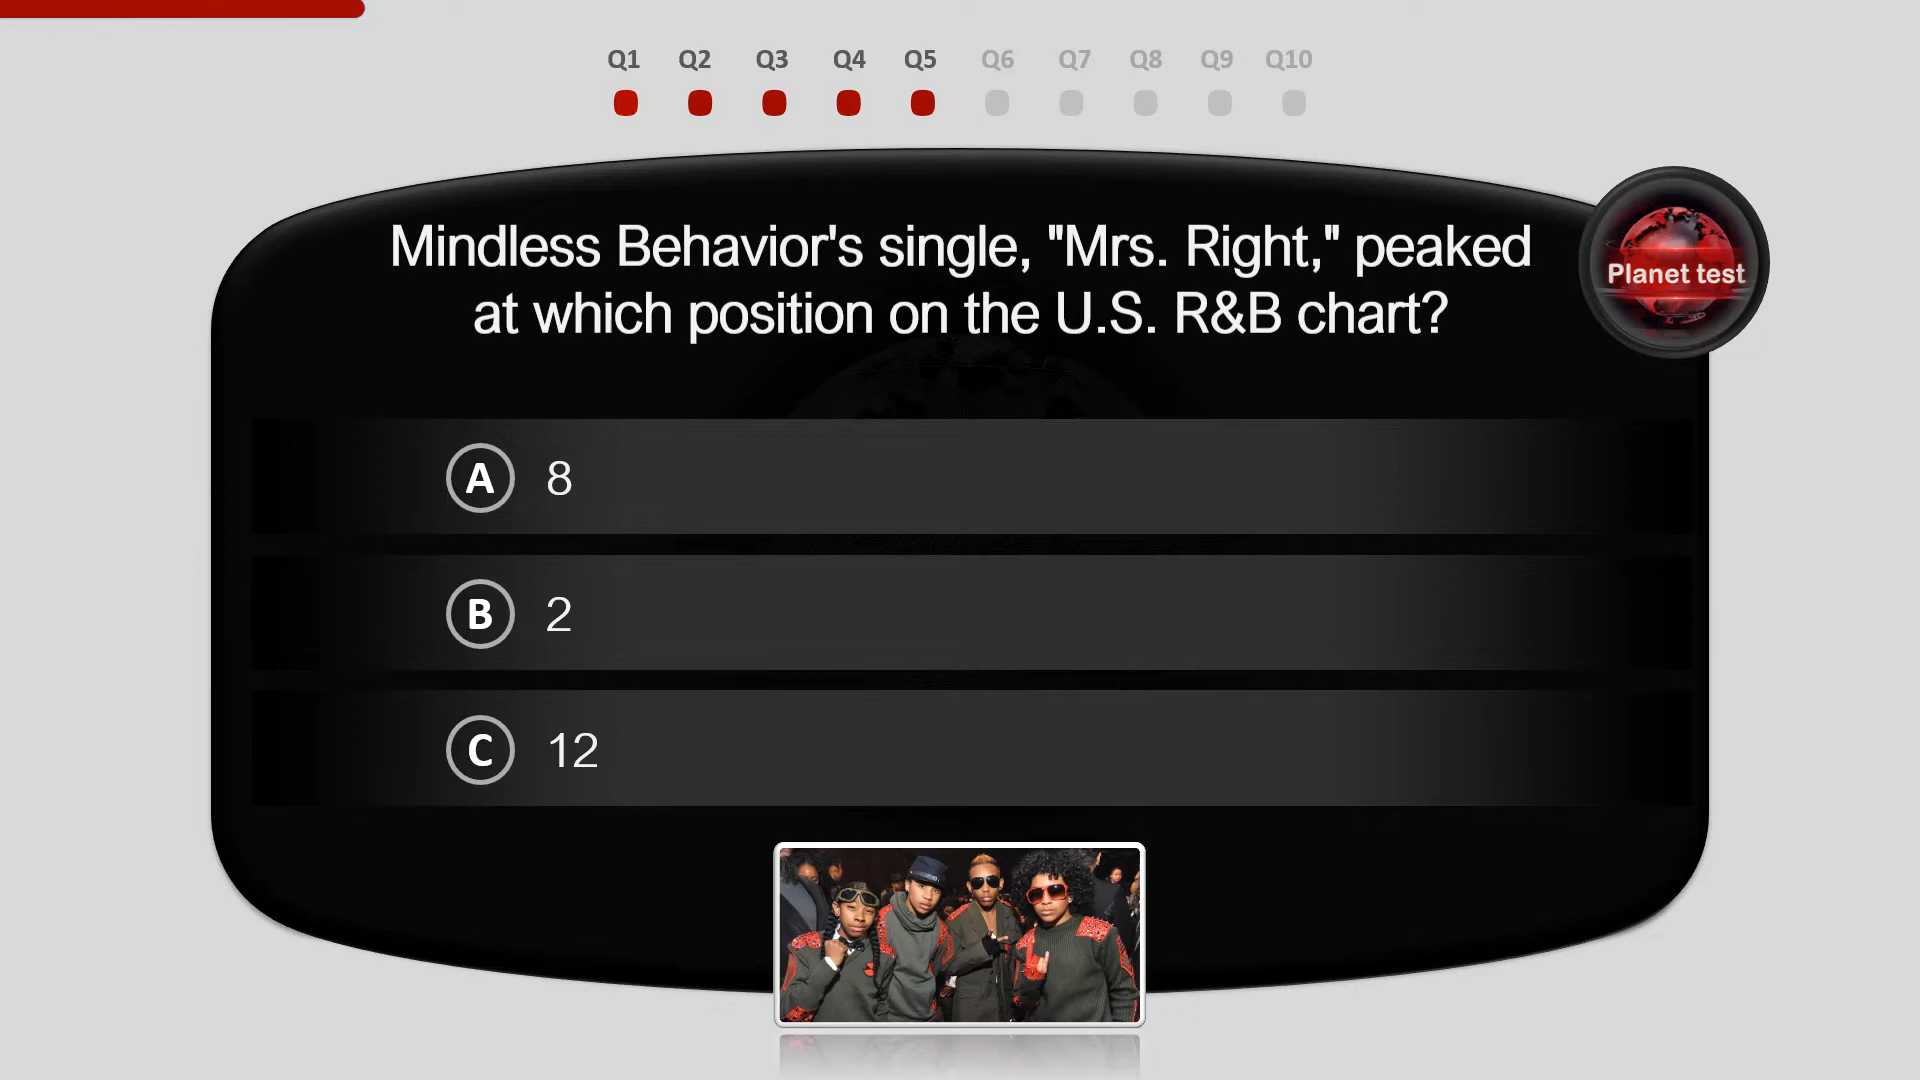 Q1 Q2 Q3 Q4 Q5 Q6 Q7 Q8 Q9 Q10
Mindless Behavior's single, "Mrs. Right," peaked
at which position on the U.S. R&B chart?
Planet test
A 8
B 2
C 12